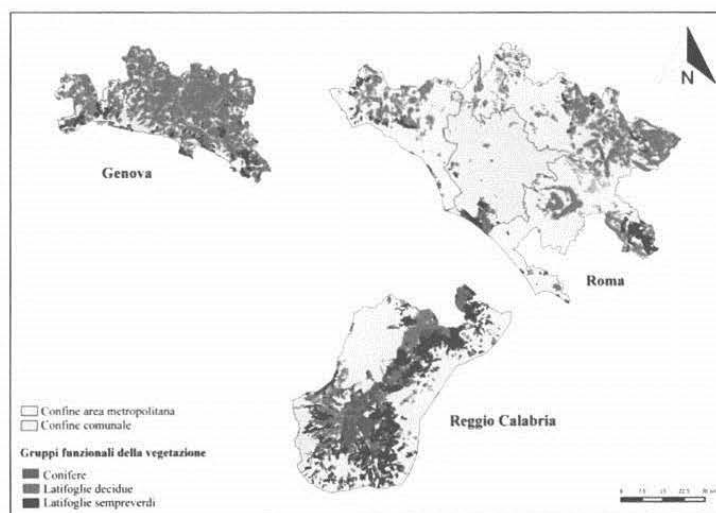 N
Genova
Roma
Reggio Calabria
Confine area metropolitana
Confine comunale
Gruppi funzionali della vegetazione
Conifere
Latifoglie decidue
Latifoglie sempreverdi